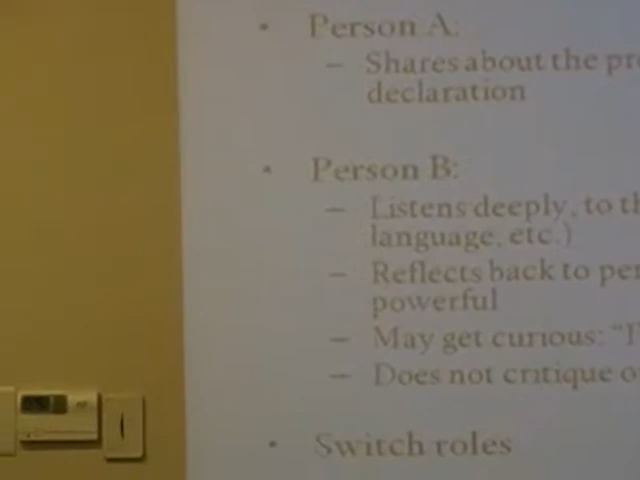 • Person A:
– Shares about the
declaration
• Person B:
– Listens deeply, to
language, etc.)
– Reflects back to
powerful
– May get curious:
– Does not critique
• Switch roles